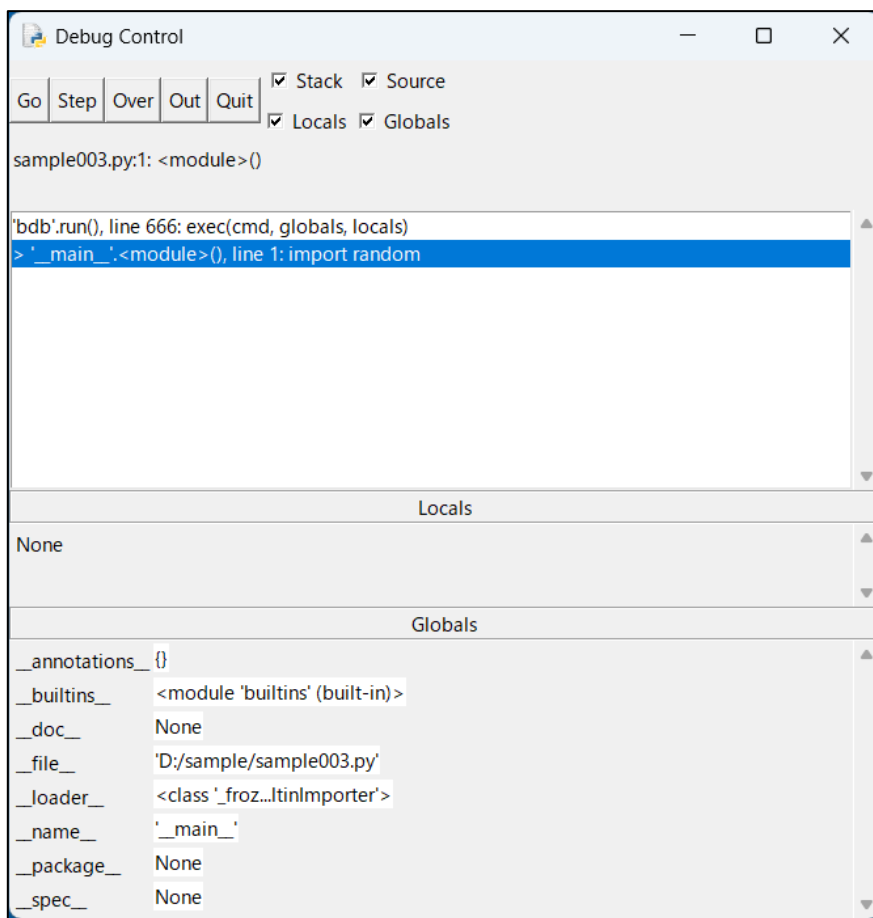 Debug Control
Go Step Over Out Quit
Stack Source
Locals Globals
sample003.py:1: <module>()
'bdb'.run(), line 666: exec(cmd, globals, locals)
> '__main__'.<module>(), line 1: import random
Locals
None
Globals
__annotations__ {}
__builtins__ <module 'builtins' (built-in)>
__doc__ None
__file__ 'D:/sample/sample003.py'
__loader__ <class '_froz...ltinImporter'>
__name__ '__main__'
__package__ None
__spec__ None